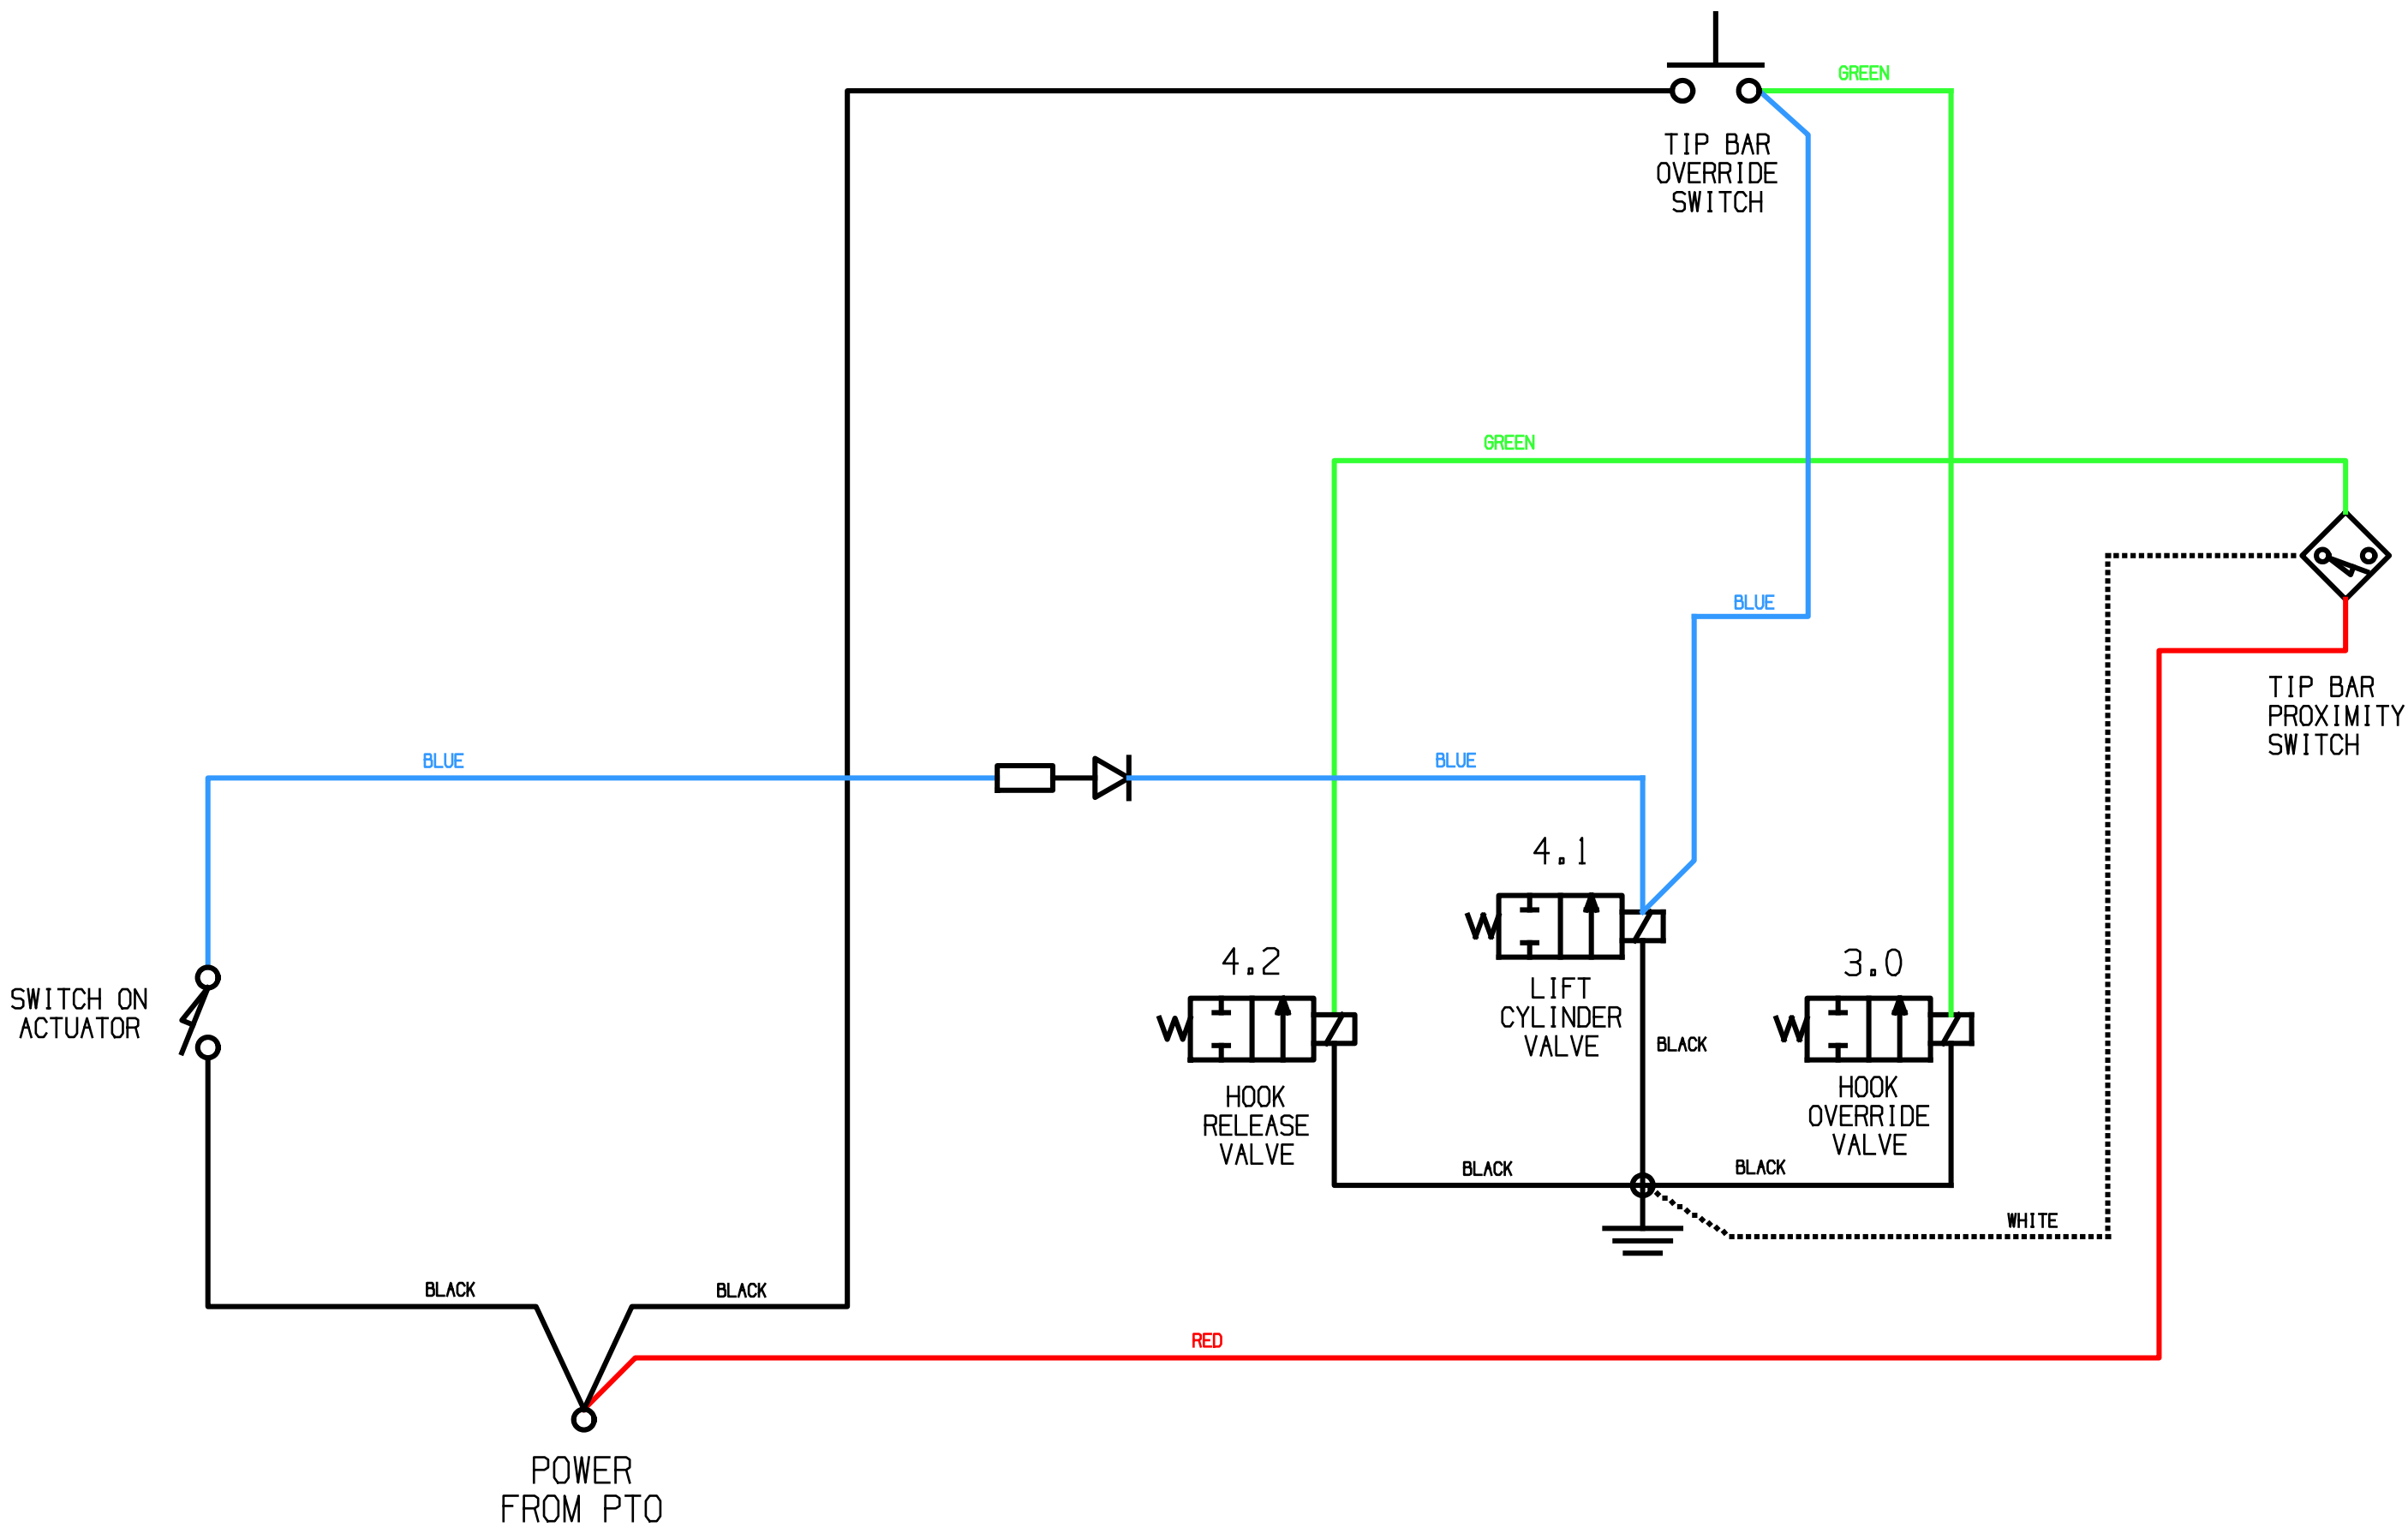 GREEN
TIP BAR
OVERRIDE
SWITCH
GREEN
BLUE
TIP BAR
PROXIMITY
SWITCH
BLUE
BLUE
4.1
4.2
3.0
SWITCH ON
ACTUATOR
LIFT
CYLINDER
VALVE
BLACK
HOOK
RELEASE
VALVE
HOOK
OVERRIDE
VALVE
BLACK
BLACK
WHITE
BLACK
BLACK
RED
POWER
FROM PTO